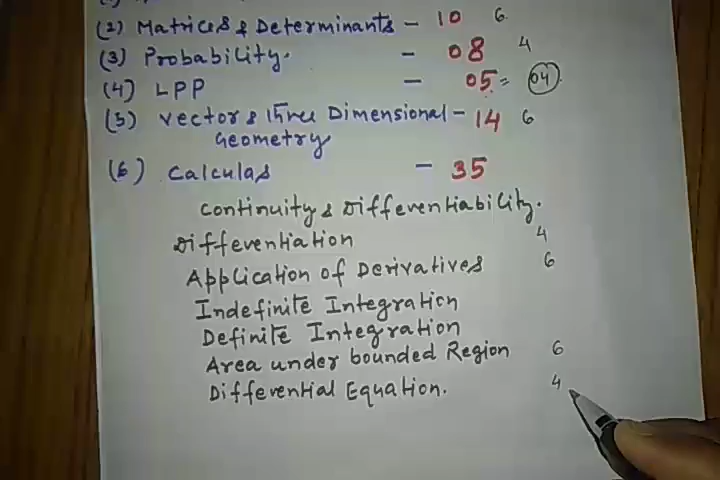 (2) Matrices & Determinants - 10 6
(3) Probability. - 08 4
(4) LPP - 05 = 04
(5) Vector & Three Dimensional - 14 6
Geometry
(6) Calculas - 35
Continuity & Differentiability.
Differentiation 4
Application of Derivatives 6
Indefinite Integration
Definite Integration
Area under bounded Region 6
Differential Equation. 4